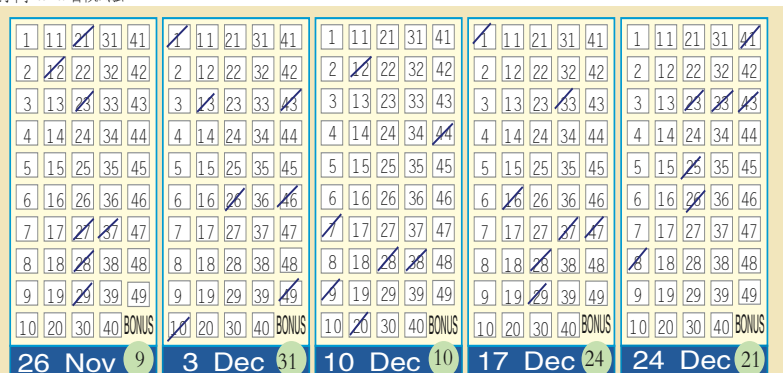 1 11 21 31 41 1 11 21 31 41 1 11 21 31 41 1 11 21 31 41 1 11 21 31 41
2 12 22 32 42 2 12 22 32 42 2 12 22 32 42 2 12 22 32 42 2 12 22 32 42
3 13 23 33 43 3 13 23 33 43 3 13 23 33 43 3 13 23 33 43 3 13 23 33 43
4 14 24 34 44 4 14 24 34 44 4 14 24 34 44 4 14 24 34 44 4 14 24 34 44
5 15 25 35 45 5 15 25 35 45 5 15 25 35 45 5 15 25 35 45 5 15 25 35 45
6 16 26 36 46 6 16 26 36 46 6 16 26 36 46 6 16 26 36 46 6 16 26 36 46
7 17 27 37 47 7 17 27 37 47 7 17 27 37 47 7 17 27 37 47 7 17 27 37 47
8 18 28 38 48 8 18 28 38 48 8 18 28 38 48 8 18 28 38 48 8 18 28 38 48
9 19 29 39 49 9 19 29 39 49 9 19 29 39 49 9 19 29 39 49 9 19 29 39 49
10 20 30 40 BONUS 10 20 30 40 BONUS 10 20 30 40 BONUS 10 20 30 40 BONUS 10 20 30 40 BONUS
26 Nov 9 3 Dec 31 10 Dec 10 17 Dec 24 24 Dec 21